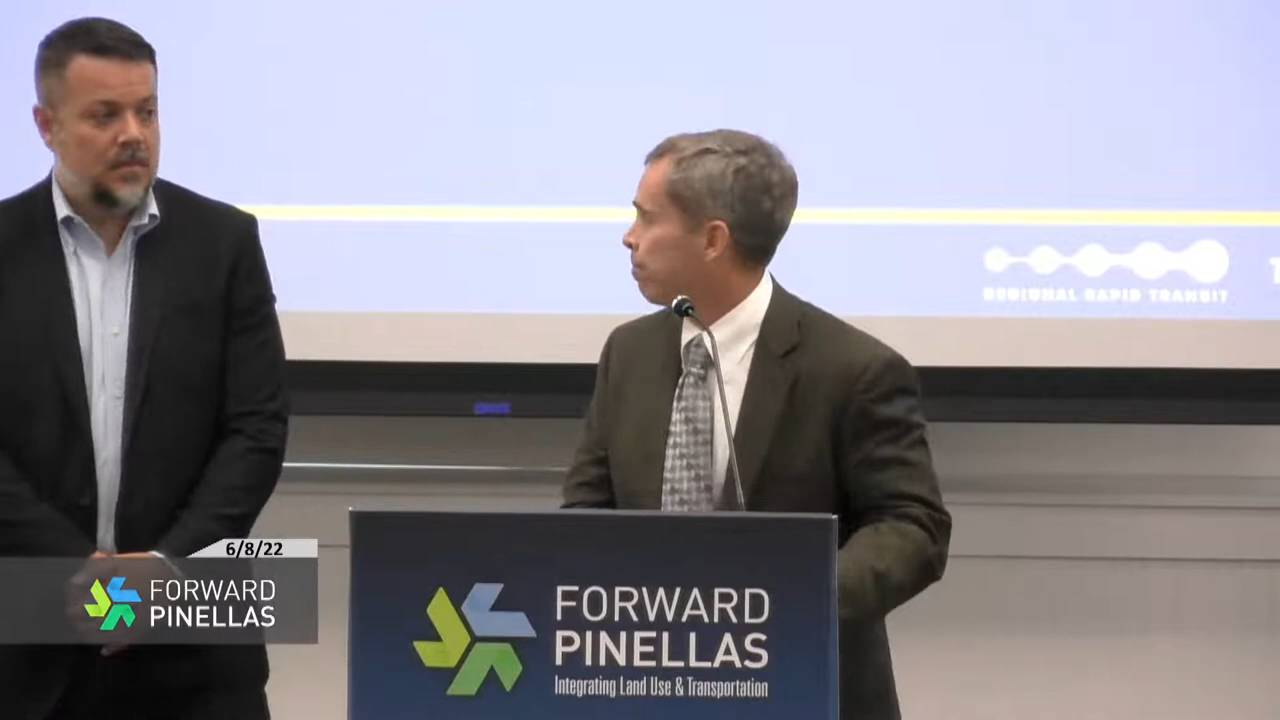 REGIONAL RAPID TRANSIT
6/8/22
FORWARD
PINELLAS
FORWARD
PINELLAS
Integrating Land Use & Transportation